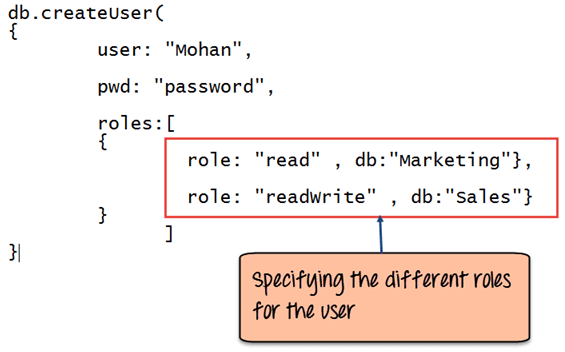 db.createUser(
{
user: "Mohan",
pwd: "password",
roles:[
{
role: "read" , db:"Marketing"},
role: "readWrite" , db:"Sales"}
}
]
}
Specifying the different roles
for the user